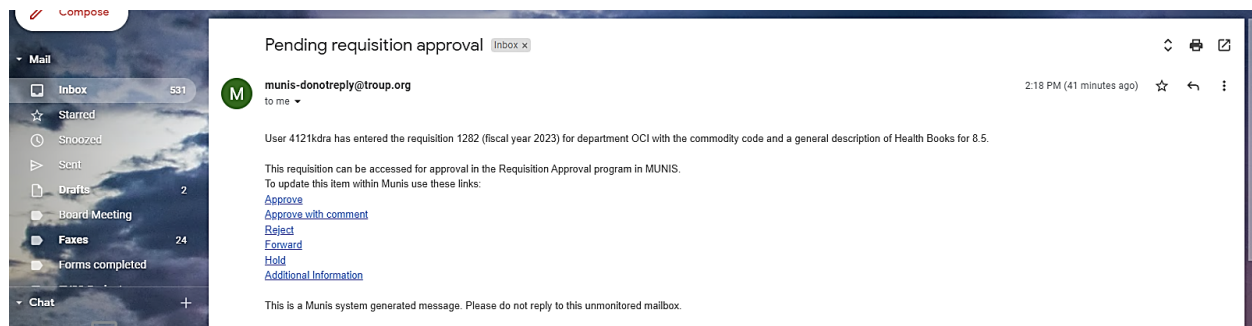 Compose
Mail
Inbox 531
Starred
Snoozed
Sent
Drafts 2
Board Meeting
Faxes 24
Forms completed
Chat
Pending requisition approval Inbox x
M
munis-donotreply@troup.org
2:18 PM (41 minutes ago)
to me
User 4121kdra has entered the requisition 1282 (fiscal year 2023) for department OCI with the commodity code and a general description of Health Books for 8.5.
This requisition can be accessed for approval in the Requisition Approval program in MUNIS.
To update this item within Munis use these links:
Approve
Approve with comment
Reject
Forward
Hold
Additional Information
This is a Munis system generated message. Please do not reply to this unmonitored mailbox.